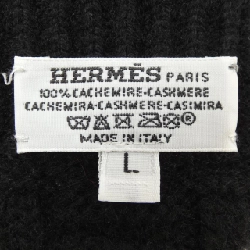 HERMÈS PARIS
100% CACHEMIRE-CASHMERE
CACHEMIRA-CASHMERE-CASIMIRA
®
MADE IN ITALY
L.